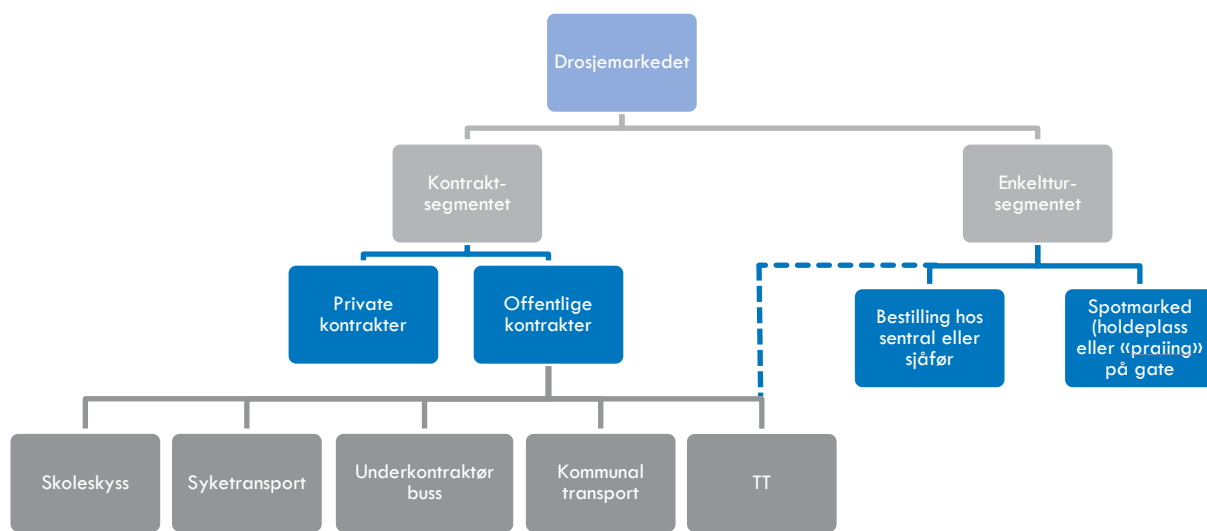 Drosjemarkedet
Kontrakt-
segmentet
Enkelttur-
segmentet
Private
kontrakter
Offentlige
kontrakter
Bestilling hos
sentral eller
sjåfør
Spotmarked
(holdeplass
eller «praiing»
på gate
Skoleskyss
Syketransport
Underkontraktør
buss
Kommunal
transport
TT